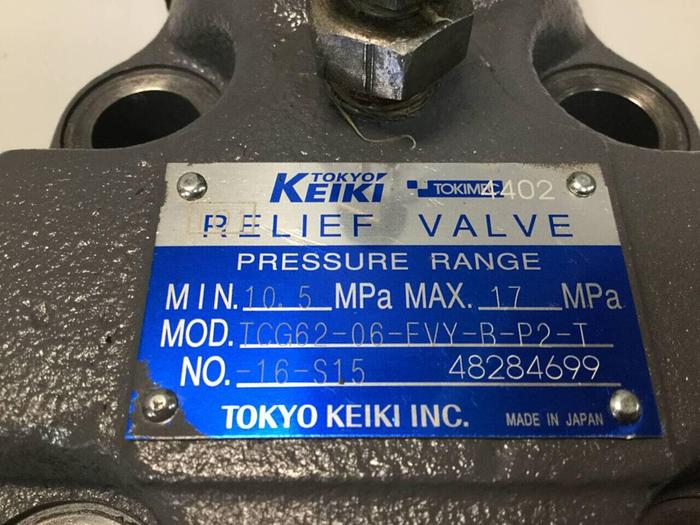 TOKYO
KEIKI TOKIMEC 4402
RELIEF VALVE
PRESSURE RANGE
MIN. 10.5 MPa MAX. 17 MPa
MOD. TCG62-06-FVY-B-P2-T
NO. -16-S15 48284699
TOKYO KEIKI INC. MADE IN JAPAN